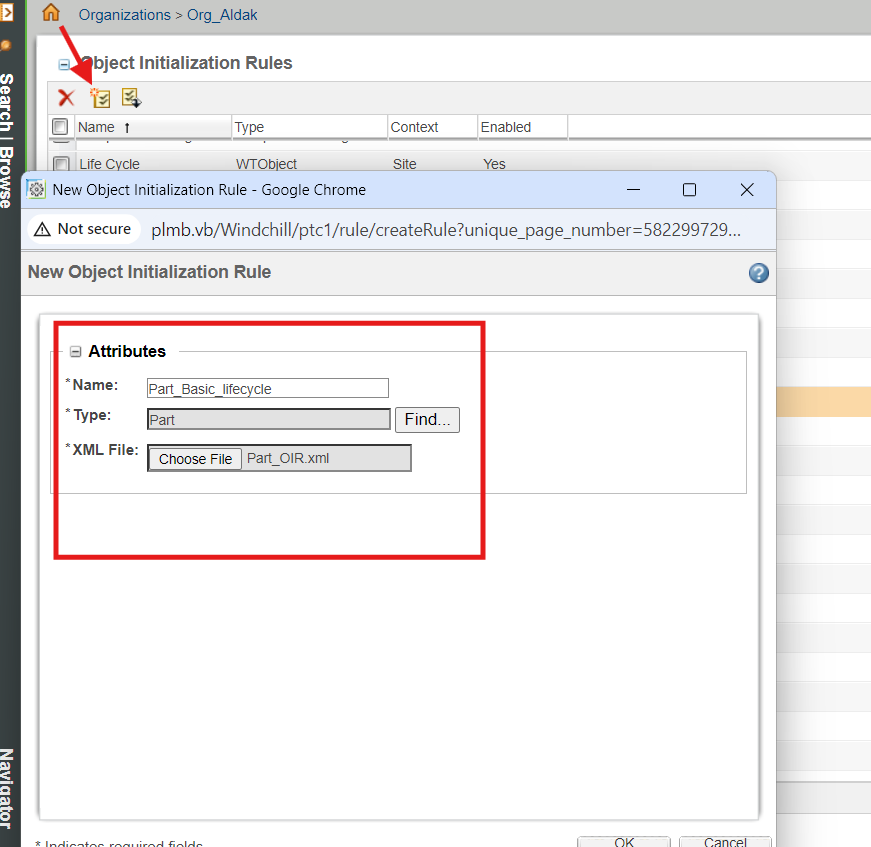 Organizations > Org_Aldak
Object Initialization Rules
Name ↑ Type Context Enabled
Life Cycle WTObject Site Yes
Search | Browse
New Object Initialization Rule - Google Chrome
Not secure plmb.vb/Windchill/ptc1/rule/createRule?unique_page_number=582299729...
New Object Initialization Rule
Attributes
*Name: Part_Basic_lifecycle
*Type: Part Find...
*XML File: Choose File Part_OIR.xml
Navigator
* Indicates required fields
OK Cancel